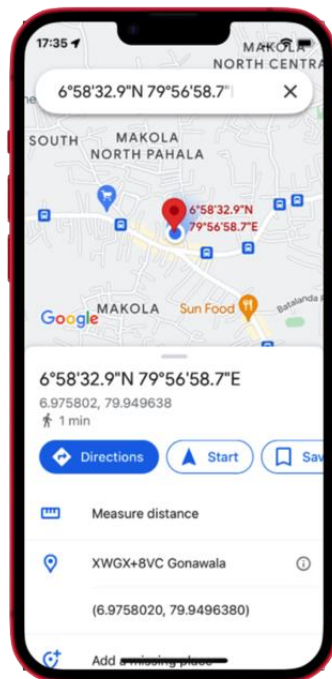 17:35
MAKOLA
NORTH CENTRA
6°58'32.9"N 79°56'58.7"
SOUTH
MAKOLA
NORTH PAHALA
6°58'32.9"N
79°56'58.7"E
Google
MAKOLA
Sun Food
Batalanda
6°58'32.9"N 79°56'58.7"E
6.975802, 79.949638
1 min
Directions
Start
Sav
Measure distance
XWGX+8VC Gonawala
(6.9758020, 79.9496380)
Add a missing place